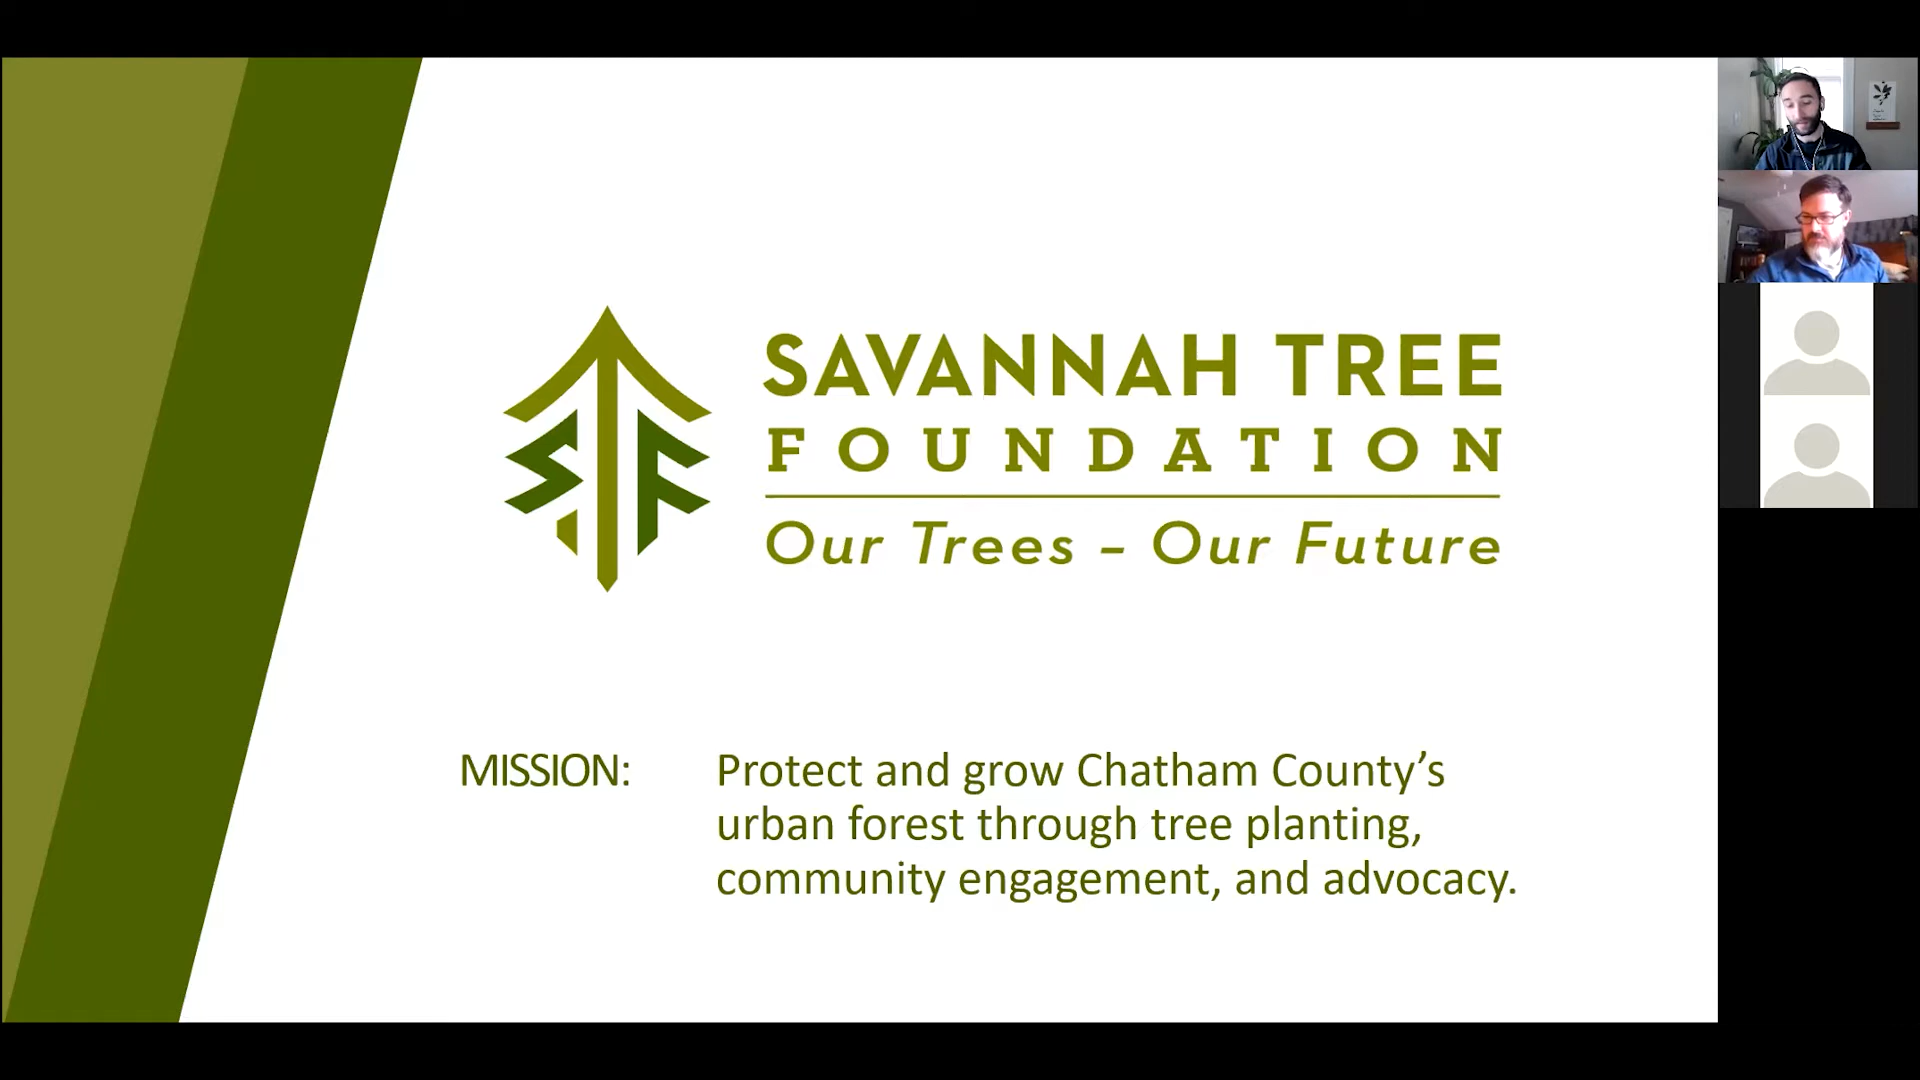 SAVANNAH TREE
FOUNDATION
Our Trees – Our Future
MISSION: Protect and grow Chatham County’s
urban forest through tree planting,
community engagement, and advocacy.